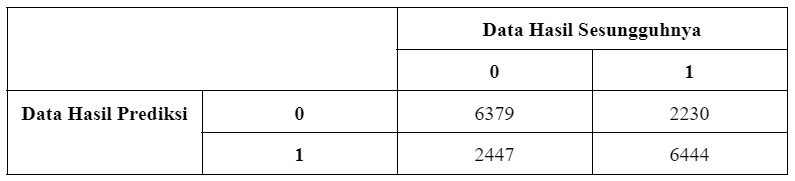 Data Hasil Sesungguhnya
0 1
Data Hasil Prediksi 0 6379 2230
1 2447 6444